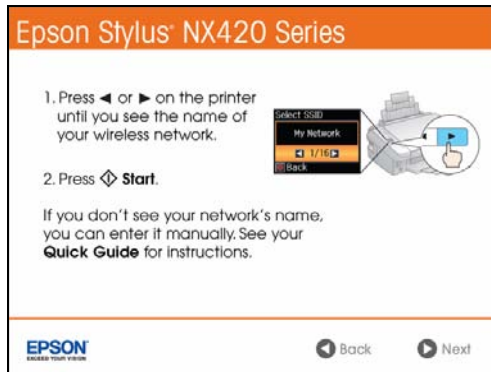 Epson Stylus® NX420 Series
1. Press ◄ or ► on the printer
until you see the name of
your wireless network.
Select SSID
My Network
◄ 1/16 ►
Back
2. Press Start.
If you don't see your network's name,
you can enter it manually. See your
Quick Guide for instructions.
EPSON
EXCEED YOUR VISION
Back
Next